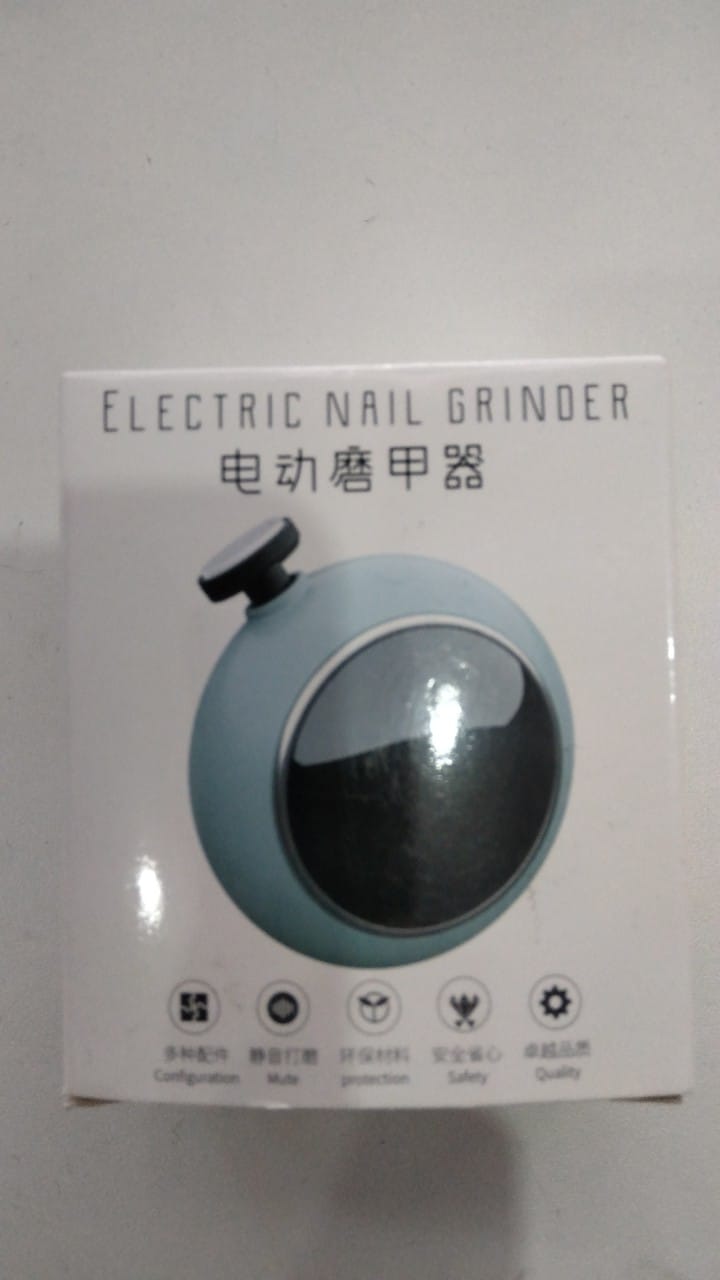 ELECTRIC NAIL GRINDER
电动磨甲器
多种配件 静音打磨 环保材料 安全省心 卓越品质
Configuration Mute protection Safety Quality